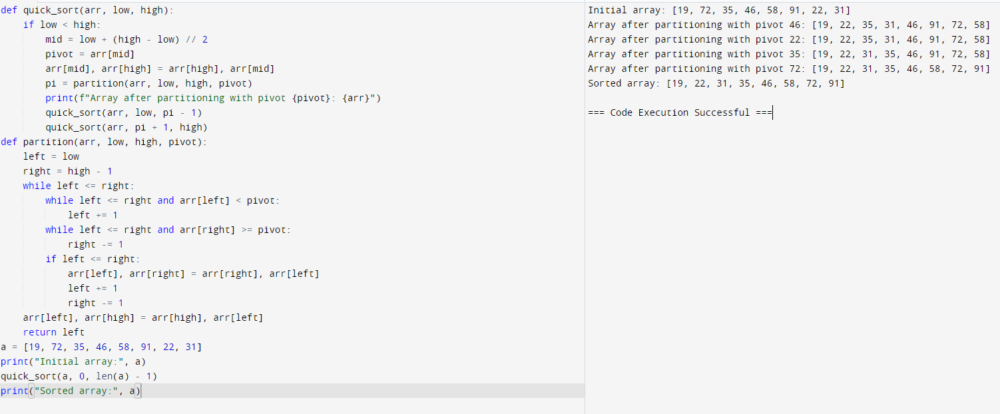 def quick_sort(arr, low, high):
    if low < high:
        mid = low + (high - low) // 2
        pivot = arr[mid]
        arr[mid], arr[high] = arr[high], arr[mid]
        pi = partition(arr, low, high, pivot)
        print(f"Array after partitioning with pivot {pivot}: {arr}")
        quick_sort(arr, low, pi - 1)
        quick_sort(arr, pi + 1, high)
def partition(arr, low, high, pivot):
    left = low
    right = high - 1
    while left <= right:
        while left <= right and arr[left] < pivot:
            left += 1
        while left <= right and arr[right] >= pivot:
            right -= 1
        if left <= right:
            arr[left], arr[right] = arr[right], arr[left]
            left += 1
            right -= 1
    arr[left], arr[high] = arr[high], arr[left]
    return left
a = [19, 72, 35, 46, 58, 91, 22, 31]
print("Initial array:", a)
quick_sort(a, 0, len(a) - 1)
print("Sorted array:", a)
Initial array: [19, 72, 35, 46, 58, 91, 22, 31]
Array after partitioning with pivot 46: [19, 22, 35, 31, 46, 91, 72, 58]
Array after partitioning with pivot 22: [19, 22, 35, 31, 46, 91, 72, 58]
Array after partitioning with pivot 35: [19, 22, 31, 35, 46, 91, 72, 58]
Array after partitioning with pivot 72: [19, 22, 31, 35, 46, 58, 72, 91]
Sorted array: [19, 22, 31, 35, 46, 58, 72, 91]
=== Code Execution Successful ===